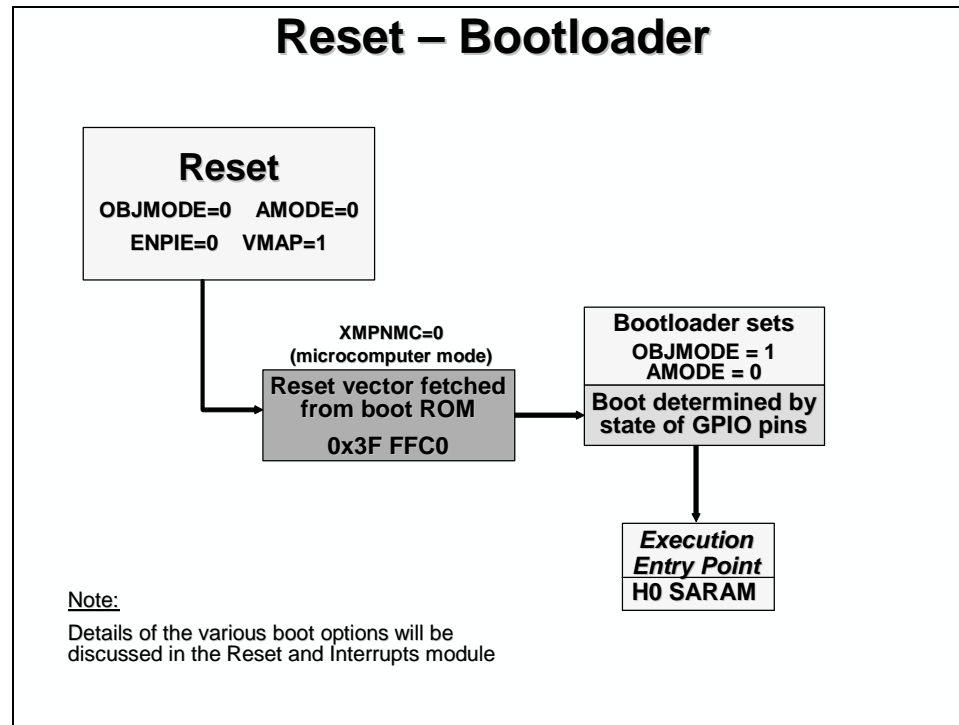 Reset – Bootloader
Reset
OBJMODE=0 AMODE=0
ENPIE=0 VMAP=1
XMPNMC=0
(microcomputer mode)
Reset vector fetched
from boot ROM
0x3F FFC0
Bootloader sets
OBJMODE = 1
AMODE = 0
Boot determined by
state of GPIO pins
Execution
Entry Point
H0 SARAM
Note:
Details of the various boot options will be
discussed in the Reset and Interrupts module